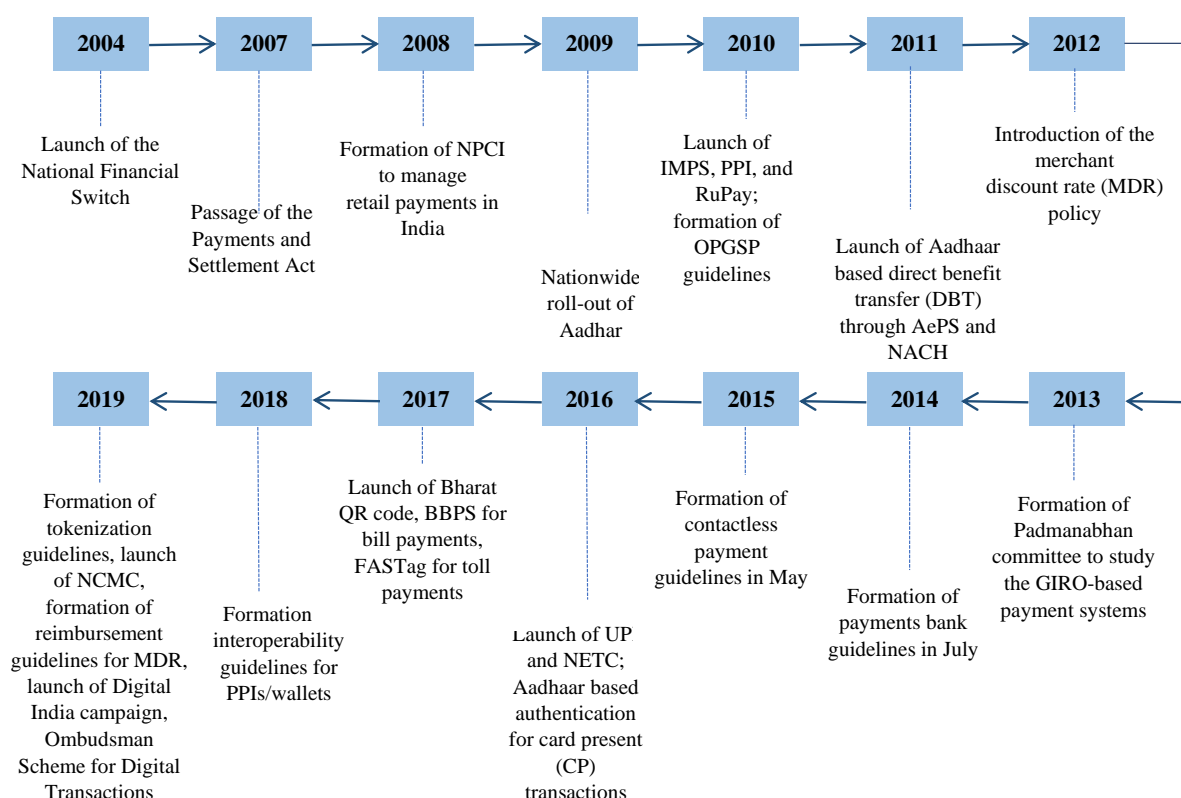 2004
2007
2008
2009
2010
2011
2012
Launch of the
National Financial
Switch
Passage of the
Payments and
Settlement Act
Formation of NPCI
to manage
retail payments in
India
Nationwide
roll-out of
Aadhar
Launch of
IMPS, PPI, and
RuPay;
formation of
OPGSP
guidelines
Launch of Aadhaar
based direct benefit
transfer (DBT)
through AePS and
NACH
Introduction of the
merchant
discount rate (MDR)
policy
2019
2018
2017
2016
2015
2014
2013
Formation of
tokenization
guidelines, launch
of NCMC,
formation of
reimbursement
guidelines for MDR,
launch of Digital
India campaign,
Ombudsman
Scheme for Digital
Transactions
Formation
interoperability
guidelines for
PPIs/wallets
Launch of Bharat
QR code, BBPS for
bill payments,
FASTag for toll
payments
Launch of UP
and NETC;
Aadhaar based
authentication
for card present
(CP)
transactions
Formation of
contactless
payment
guidelines in May
Formation of
payments bank
guidelines in July
Formation of
Padmanabhan
committee to study
the GIRO-based
payment systems